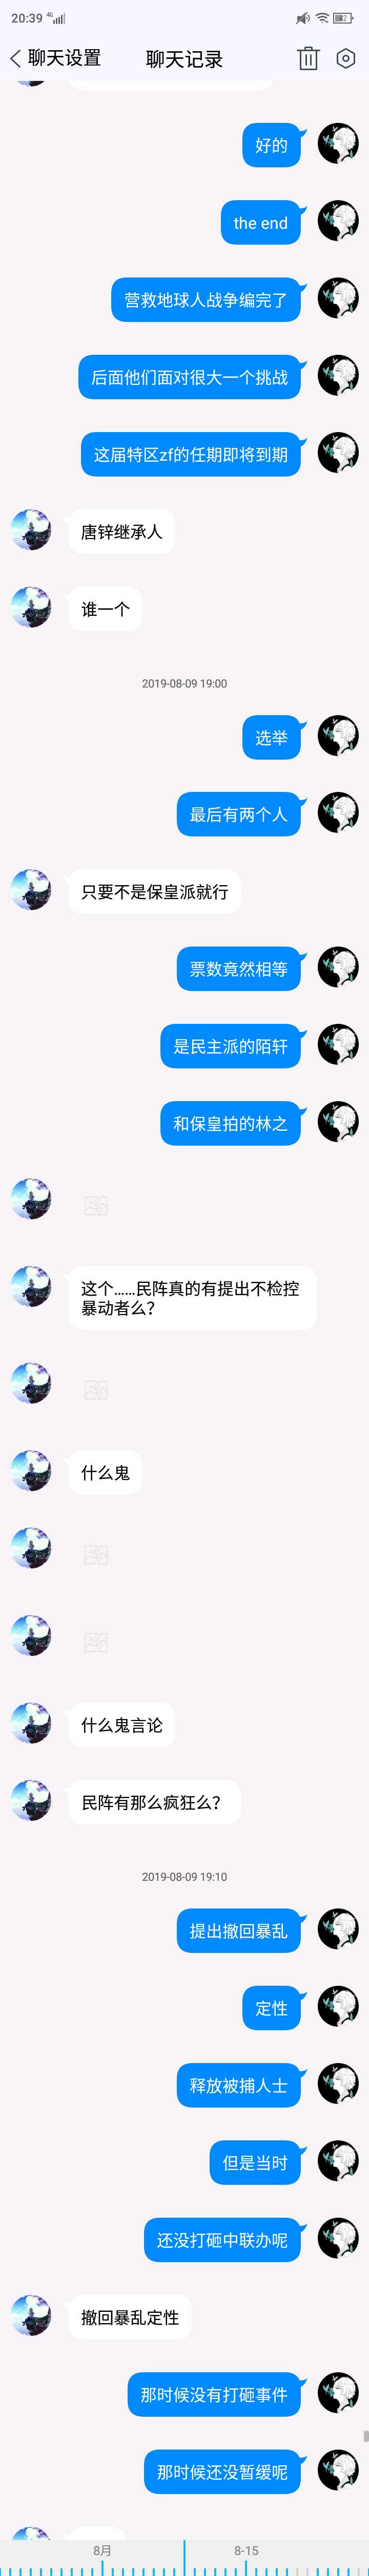 20:39 4G 42
聊天设置 聊天记录
好的
the end
营救地球人战争编完了
后面他们面对很大一个挑战
这届特区zf的任期即将到期
唐锌继承人
谁一个
2019-08-09 19:00
选举
最后有两个人
只要不是保皇派就行
票数竟然相等
是民主派的陌轩
和保皇拍的林之
这个……民阵真的有提出不检控
暴动者么？
什么鬼
什么鬼言论
民阵有那么疯狂么？
2019-08-09 19:10
提出撤回暴乱
定性
释放被捕人士
但是当时
还没打砸中联办呢
撤回暴乱定性
那时候没有打砸事件
那时候还没暂缓呢
8月 8-15